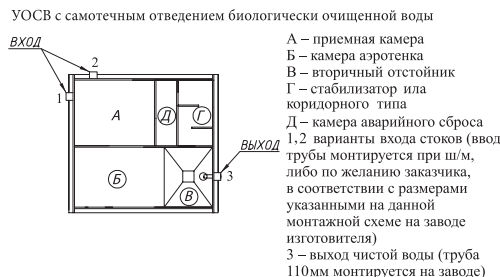 УОСВ с самотечным отведением биологически очищенной воды
ВХОД
2
1
А
Д
Г
ВЫХОД
3
Б
В
А – приемная камера
Б – камера аэротенка
В – вторичный отстойник
Г – стабилизатор ила
коридорного типа
Д – камера аварийного сброса
1,2 варианты входа стоков (ввод
трубы монтируется при ш/м,
либо по желанию заказчика,
в соответствии с размерами
указанными на данной
монтажной схеме на заводе
изготовителя)
3 – выход чистой воды (труба
110мм монтируется на заводе)